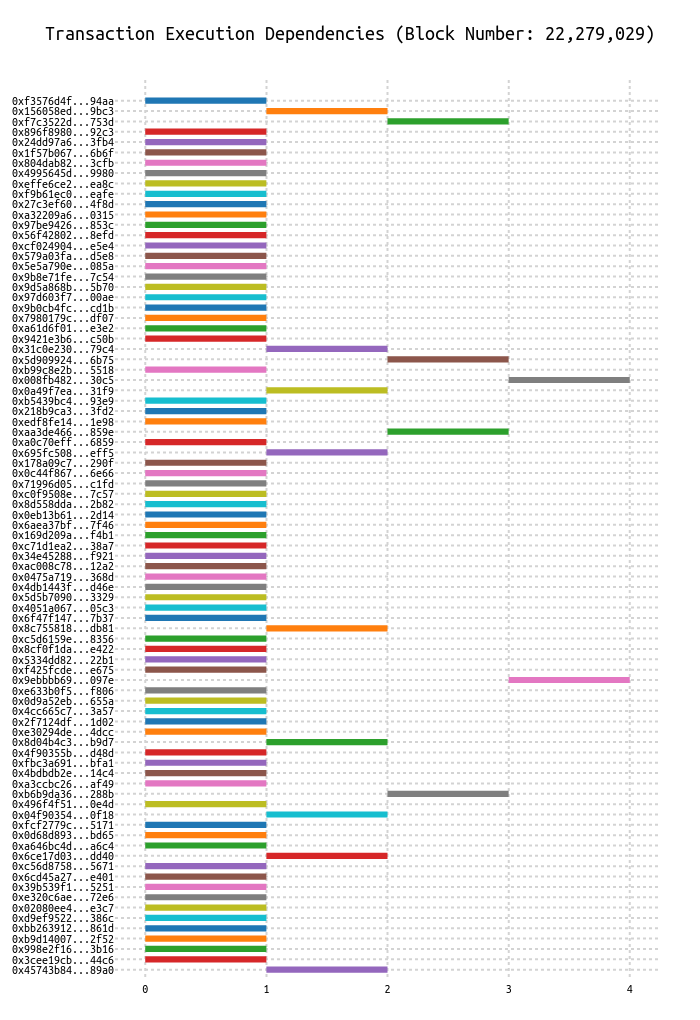 Transaction Execution Dependencies (Block Number: 22,279,029)
0xf3576d4f...94aa
0x156058ed...9bc3
0xf7c3522d...753d
0x896f8980...92c3
0x24dd97a6...3fb4
0x1f57b067...6b6f
0x804dab82...3cfb
0x4995645d...9980
0xeffe6ce2...ea8c
0xf9b61ec0...eafe
0x27c3ef60...4f8d
0xa32209a6...0315
0x97be9426...853c
0x56f42802...8efd
0xcf024904...e5e4
0x579a03fa...d5e8
0x5e5a790e...085a
0x9b8e71fe...7c54
0x9d5a868b...5b70
0x97d603f7...00ae
0x9b0cb4fc...cd1b
0x7980179c...df07
0xa61d6f01...e3e2
0x9421e3b6...c50b
0x31c0e230...79c4
0x5d909924...6b75
0xb99c8e2b...5518
0x008fb482...30c5
0x0a49f7ea...31f9
0xb5439bc4...93e9
0x218b9ca3...3fd2
0xedf8fe14...1e98
0xaa3de466...859e
0xa0c70eff...6859
0x695fc508...eff5
0x178a09c7...290f
0x0c44f867...6e66
0x71996d05...c1fd
0xc0f9508e...7c57
0x8d558dda...2b82
0x0eb13b61...2d14
0x6aea37bf...7f46
0x169d209a...f4b1
0xc71d1ea2...38a7
0x34e45288...f921
0xac008c78...12a2
0x0475a719...368d
0x4db1443f...d46e
0x5d5b7090...3329
0x4051a067...05c3
0x6f47f147...7b37
0x8c755818...db81
0xc5d6159e...8356
0x8cf0f1da...e422
0x5334dd82...22b1
0xf425fcde...e675
0x9ebbbb69...097e
0xe633b0f5...f806
0x0d9a52eb...655a
0x4cc665c7...3a57
0x2f7124df...1d02
0xe30294de...4dcc
0x8d04b4c3...b9d7
0x4f90355b...d48d
0xfbc3a691...bfa1
0x4bdbdb2e...14c4
0xa3ccbc26...af49
0xb6b9da36...288b
0x496f4f51...0e4d
0x04f90354...0f18
0xfcf2779c...5171
0x0d68d893...bd65
0xa646bc4d...a6c4
0x6ce17d03...dd40
0xc56d8758...5671
0x6cd45a27...e401
0x39b539f1...5251
0xe320c6ae...72e6
0x02080ee4...e3c7
0xd9ef9522...386c
0xbb263912...861d
0xb9d14007...2f52
0x998e2f16...3b16
0x3cee19cb...44c6
0x45743b84...89a0
0 1 2 3 4